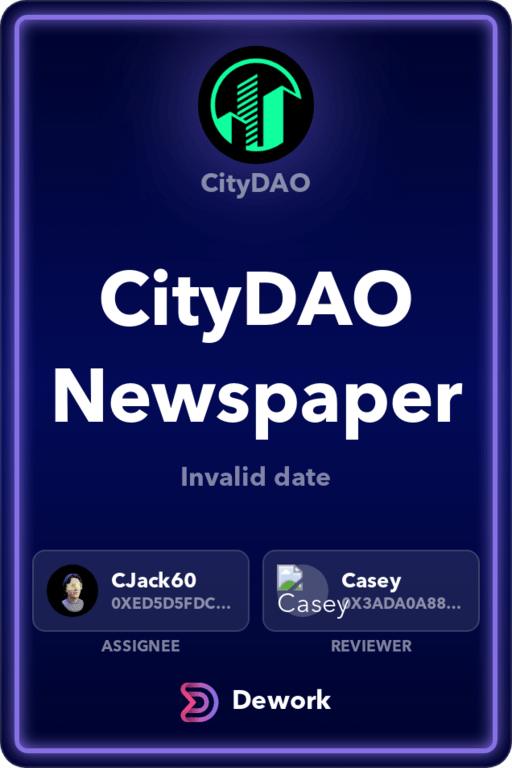 CityDAO
CityDAO
Newspaper
Invalid date
CJack60
0XED5D5FDC...
ASSIGNEE
Casey
Casey
0X3ADA0A88...
REVIEWER
Dework